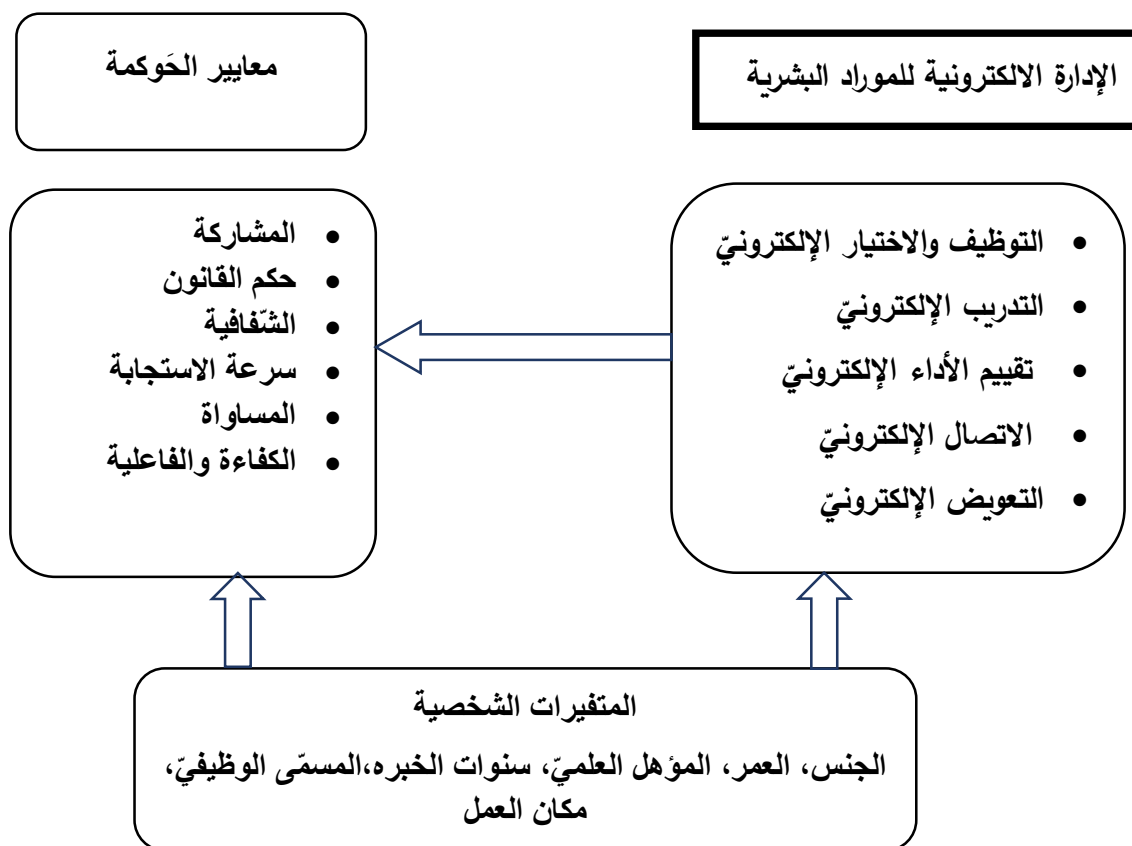 الإدارة الالكترونية للموراد البشرية
معايير الحَوكمة
• التوظيف والاختيار الإلكترونيّ
• التدريب الإلكترونيّ
• تقييم الأداء الإلكترونيّ
• الاتصال الإلكترونيّ
• التعويض الإلكترونيّ
• المشاركة
• حكم القانون
• الشّفافية
• سرعة الاستجابة
• المساواة
• الكفاءة والفاعلية
المتفيرات الشخصية
الجنس، العمر، المؤهل العلميّ، سنوات الخبره،المسمّى الوظيفيّ،
مكان العمل